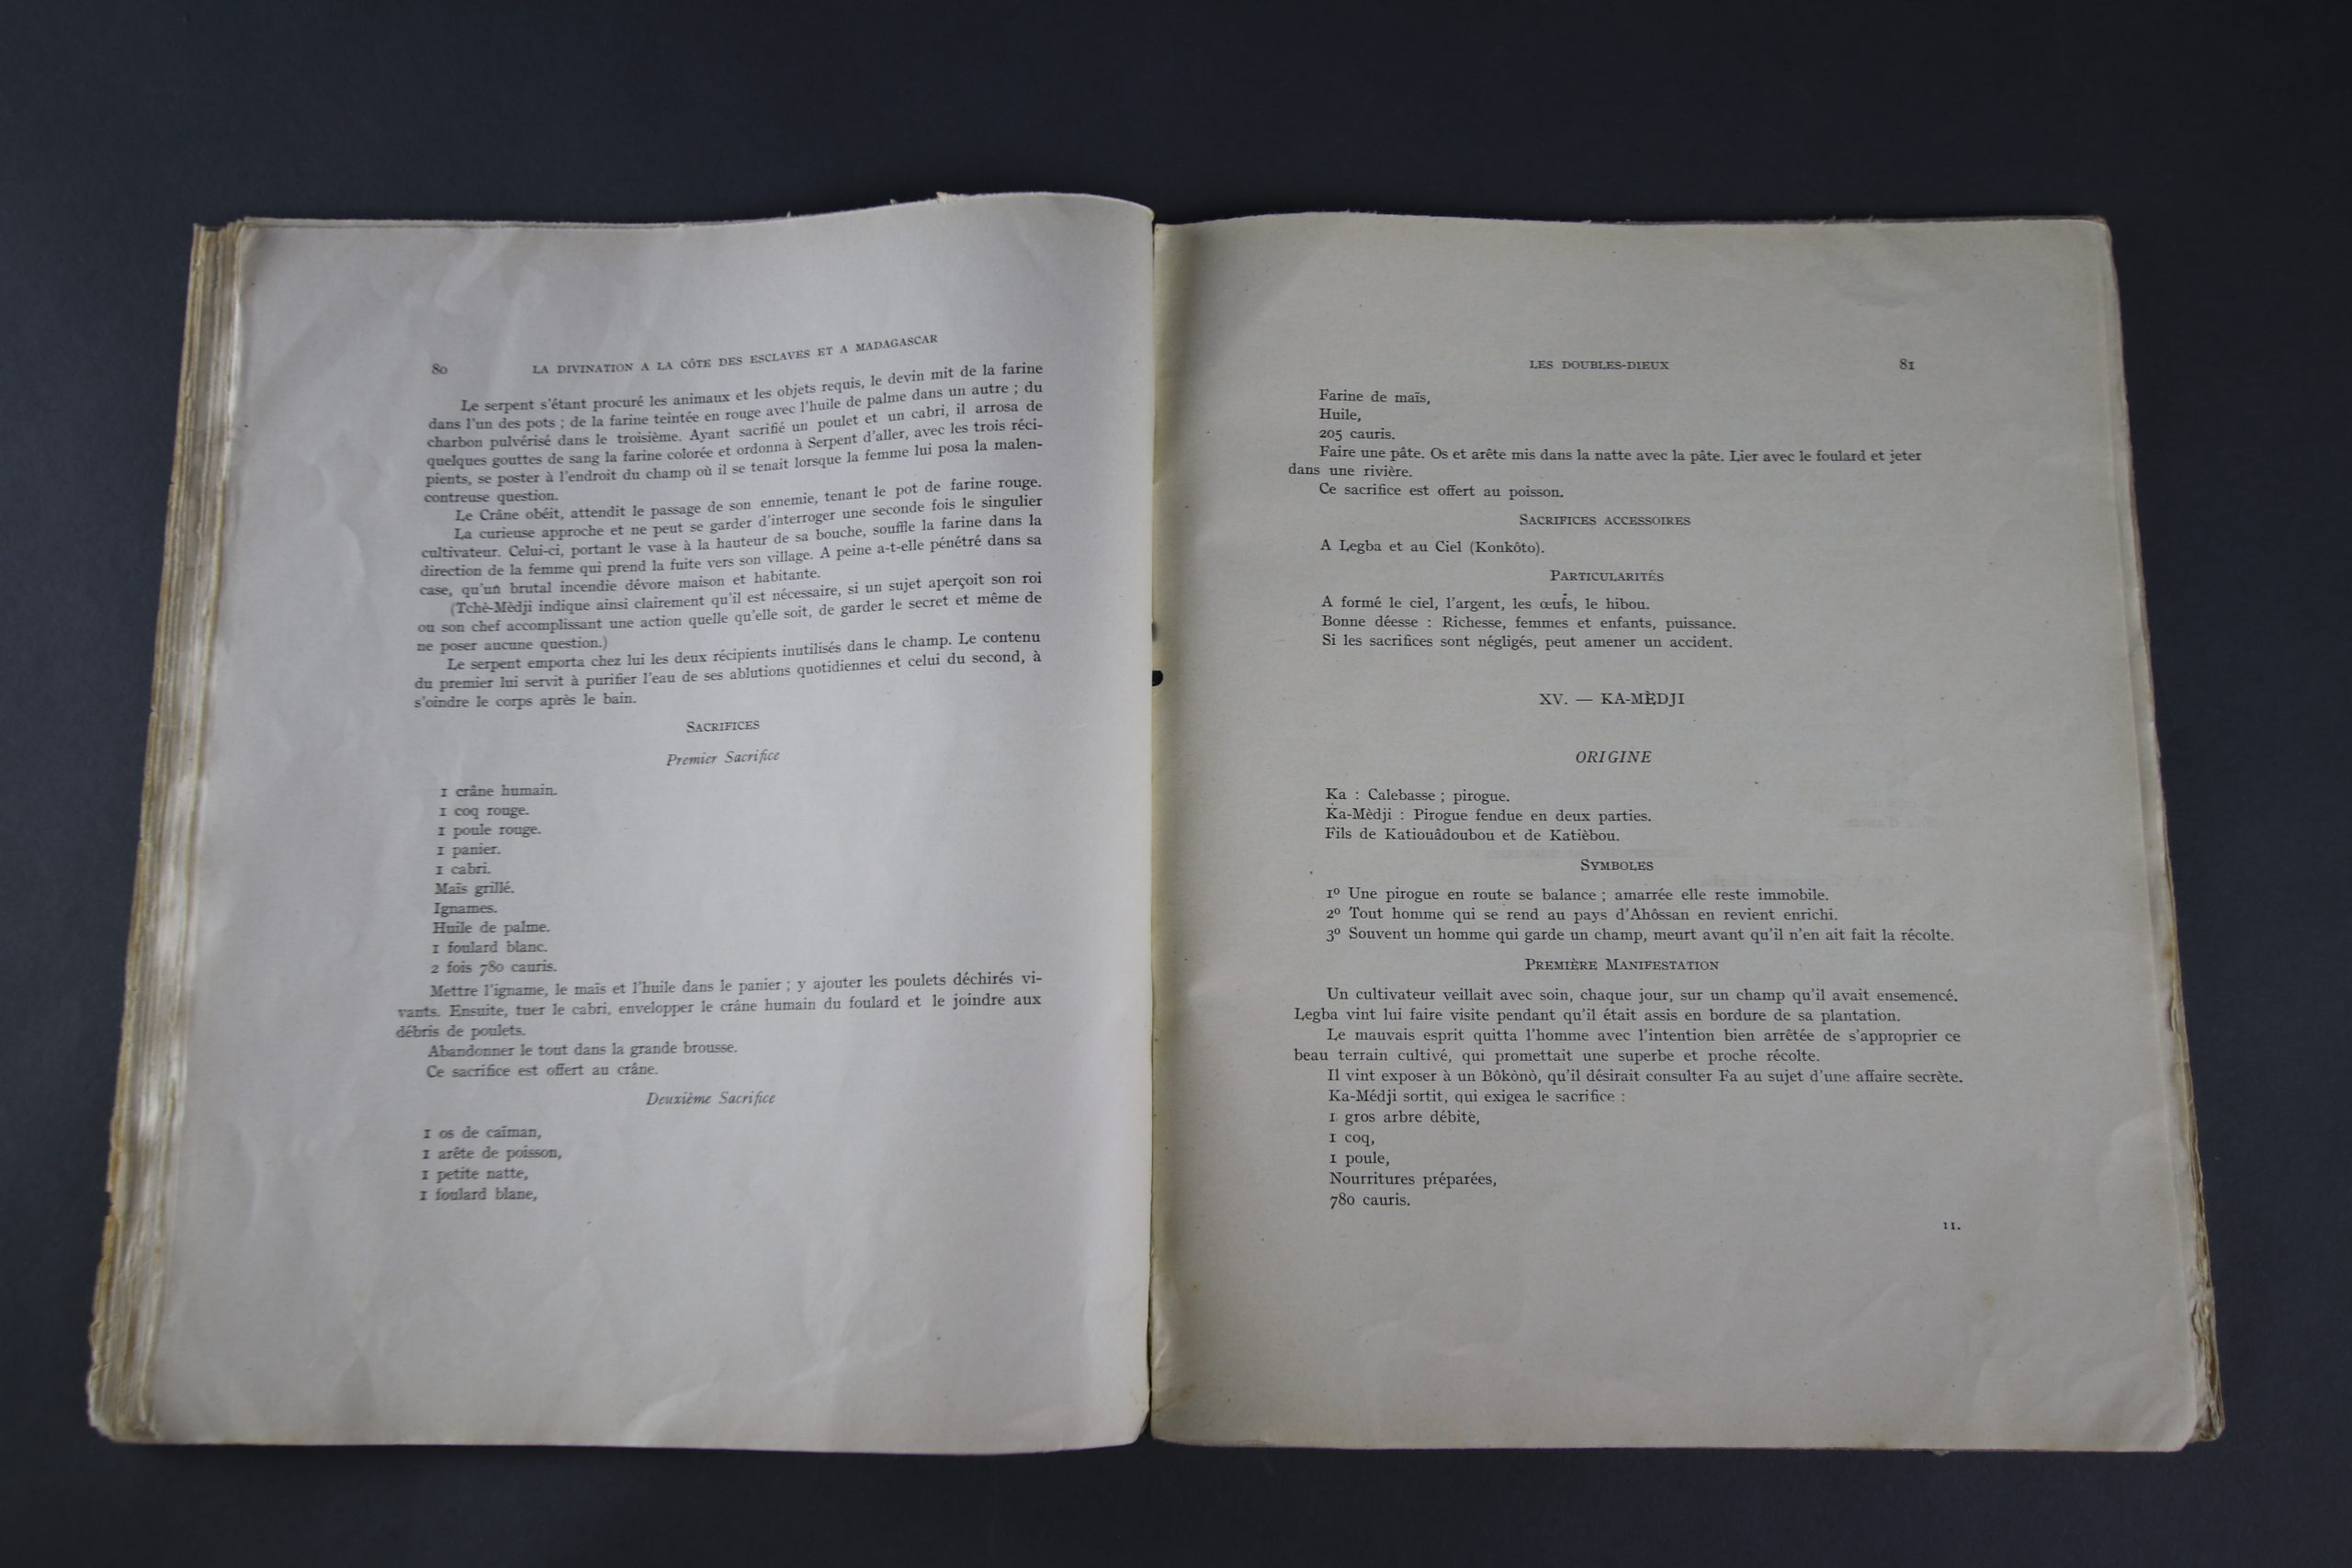 80 LA DIVINATION A LA CÔTE DES ESCLAVES ET A MADAGASCAR
Le serpent s'étant procuré les animaux et les objets requis, le devin mit de la farine
dans l'un des pots ; de la farine teintée en rouge avec l'huile de palme dans un autre ; du
charbon pulvérisé dans le troisième. Ayant sacrifié un poulet et un cabri, il arrosa de
quelques gouttes de sang la farine colorée et ordonna à Serpent d'aller, avec les trois réci-
pients, se poster à l'endroit du champ où il se tenait lorsque la femme lui posa la malen-
contreuse question.
Le Crâne obéit, attendit le passage de son ennemie, tenant le pot de farine rouge.
La curieuse approche et ne peut se garder d'interroger une seconde fois le singulier
cultivateur. Celui-ci, portant le vase à la hauteur de sa bouche, souffle la farine dans la
direction de la femme qui prend la fuite vers son village. A peine a-t-elle pénétré dans sa
case, qu'un brutal incendie dévore maison et habitante.
(Tchè-Mèdji indique ainsi clairement qu'il est nécessaire, si un sujet aperçoit son roi
ou son chef accomplissant une action quelle qu'elle soit, de garder le secret et même de
ne poser aucune question.)
Le serpent emporta chez lui les deux récipients inutilisés dans le champ. Le contenu
du premier lui servit à purifier l'eau de ses ablutions quotidiennes et celui du second, à
s'oindre le corps après le bain.
SACRIFICES
Premier Sacrifice
1 crâne humain.
1 coq rouge.
1 poule rouge.
1 panier.
1 cabri.
Maïs grillé.
Ignames.
Huile de palme.
1 foulard blanc.
2 fois 780 cauris.
Mettre l'igname, le maïs et l'huile dans le panier ; y ajouter les poulets déchirés vi-
vants. Ensuite, tuer le cabri, envelopper le crâne humain du foulard et le joindre aux
débris de poulets.
Abandonner le tout dans la grande brousse.
Ce sacrifice est offert au crâne.
Deuxième Sacrifice
1 os de caïman,
1 arête de poisson,
1 petite natte,
1 foulard blane,
LES DOUBLES-DIEUX 81
Farine de maïs,
Huile,
205 cauris.
Faire une pâte. Os et arête mis dans la natte avec la pâte. Lier avec le foulard et jeter
dans une rivière.
Ce sacrifice est offert au poisson.
SACRIFICES ACCESSOIRES
A Legba et au Ciel (Konkôto).
PARTICULARITÉS
A formé le ciel, l'argent, les œufs, le hibou.
Bonne déesse : Richesse, femmes et enfants, puissance.
Si les sacrifices sont négligés, peut amener un accident.
XV. — KA-MÈDJI
ORIGINE
Ka : Calebasse ; pirogue.
Ka-Mèdji : Pirogue fendue en deux parties.
Fils de Katiouâdoubou et de Katièbou.
SYMBOLES
1º Une pirogue en route se balance ; amarrée elle reste immobile.
2º Tout homme qui se rend au pays d'Ahôssan en revient enrichi.
3º Souvent un homme qui garde un champ, meurt avant qu'il n'en ait fait la récolte.
PREMIÈRE MANIFESTATION
Un cultivateur veillait avec soin, chaque jour, sur un champ qu'il avait ensemencé.
Legba vint lui faire visite pendant qu'il était assis en bordure de sa plantation.
Le mauvais esprit quitta l'homme avec l'intention bien arrêtée de s'approprier ce
beau terrain cultivé, qui promettait une superbe et proche récolte.
Il vint exposer à un Bôkònò, qu'il désirait consulter Fa au sujet d'une affaire secrète.
Ka-Médji sortit, qui exigea le sacrifice :
1 gros arbre débité,
1 coq,
1 poule,
Nourritures préparées,
780 cauris.
11.